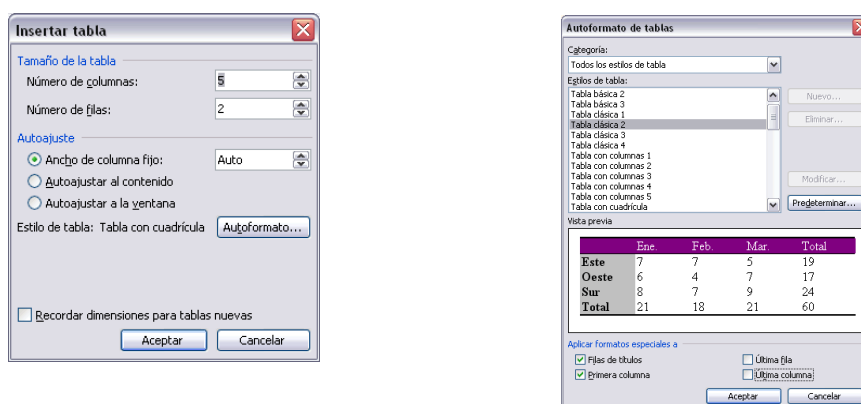 Insertar tabla
Tamaño de la tabla
Número de columnas: 5
Número de filas: 2
Autoajuste
Ancho de columna fijo: Auto
Autoajustar al contenido
Autoajustar a la ventana
Estilo de tabla: Tabla con cuadrícula Autoformato...
Recordar dimensiones para tablas nuevas
Aceptar Cancelar
Autoformato de tablas
Categoría:
Todos los estilos de tabla
Estilos de tabla:
Tabla básica 2
Tabla básica 3
Tabla clásica 1
Tabla clásica 2
Tabla clásica 3
Tabla clásica 4
Tabla con columnas 1
Tabla con columnas 2
Tabla con columnas 3
Tabla con columnas 4
Tabla con columnas 5
Tabla con cuadrícula
Nuevo...
Eliminar...
Modificar...
Predeterminar...
Vista previa
Ene. Feb. Mar. Total
Este 7 7 5 19
Oeste 6 4 7 17
Sur 8 7 9 24
Total 21 18 21 60
Aplicar formatos especiales a
Filas de títulos Última fila
Primera columna Última columna
Aceptar Cancelar